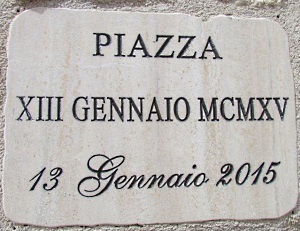 PIAZZA
XIII GENNAIO MCMXV
13 Gennaio 2015